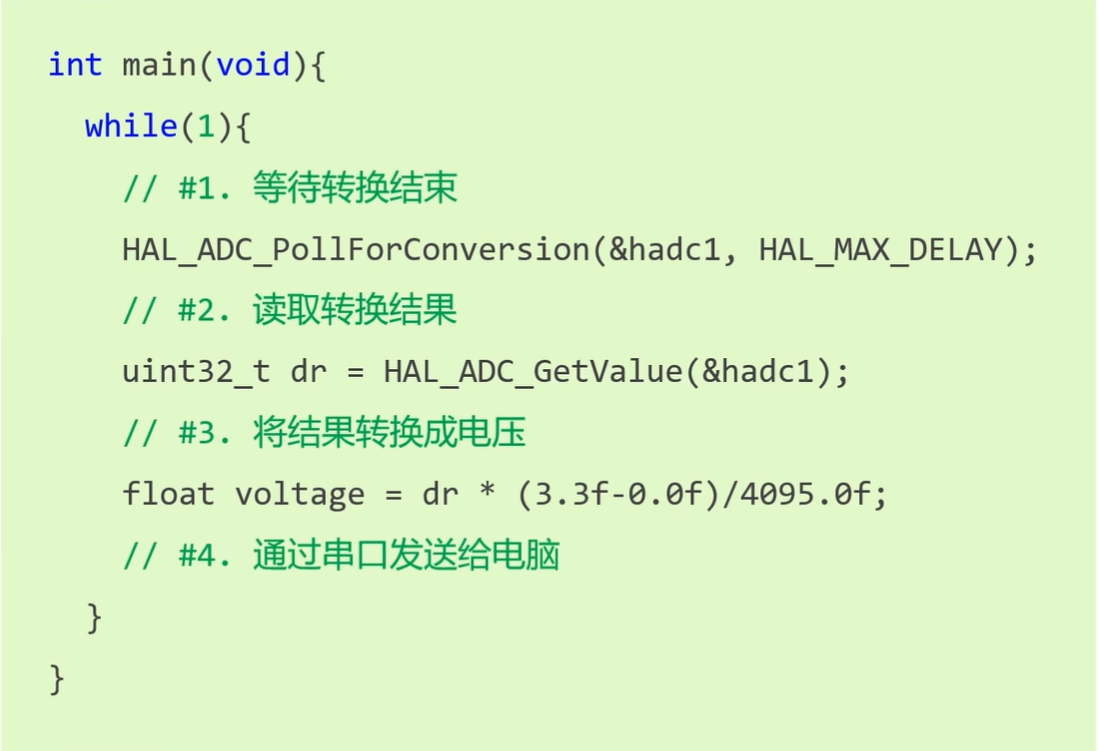 int main(void){
while(1){
// #1. 等待转换结束
HAL_ADC_PollForConversion(&hadc1, HAL_MAX_DELAY);
// #2. 读取转换结果
uint32_t dr = HAL_ADC_GetValue(&hadc1);
// #3. 将结果转换成电压
float voltage = dr * (3.3f-0.0f)/4095.0f;
// #4. 通过串口发送给电脑
}
}